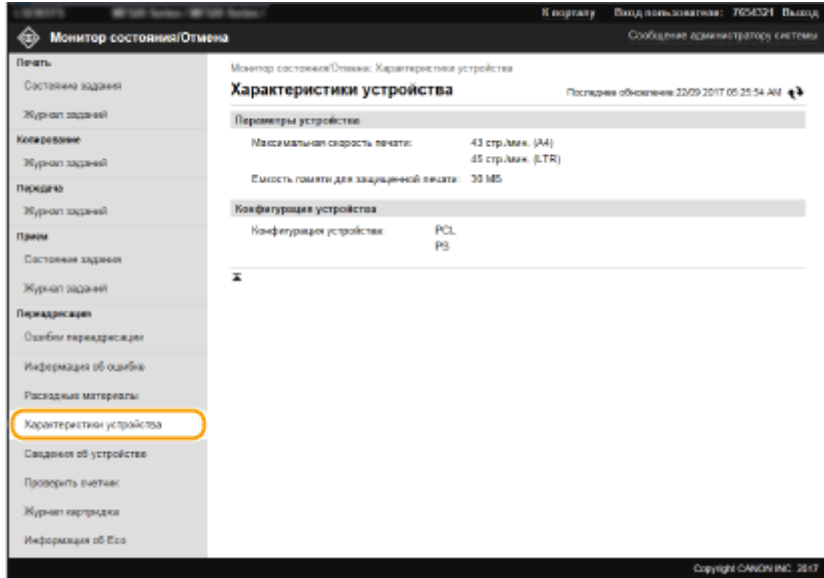 К порталу Вход пользователя: 7654321 Выход
Монитор состояния/Отмена
Сообщение администратору системы
Печать
Состояние задания
Журнал заданий
Копирование
Журнал заданий
Передача
Журнал заданий
Прием
Состояние задания
Журнал заданий
Переадресация
Ошибки переадресации
Информация об ошибке
Расходные материалы
Характеристики устройства
Сведения об устройстве
Проверить счетчик
Журнал картриджа
Информация об Eco
Монитор состояния/Отмена: Характеристики устройства
Характеристики устройства
Последнее обновление 22/09 2017 05:25:54 AM
Параметры устройства
Максимальная скорость печати: 43 стр./мин. (A4)
45 стр./мин. (LTR)
Емкость памяти для защищенной печати: 30 МБ
Конфигурация устройства
Конфигурация устройства: PCL
PS
Copyright CANON INC. 2017